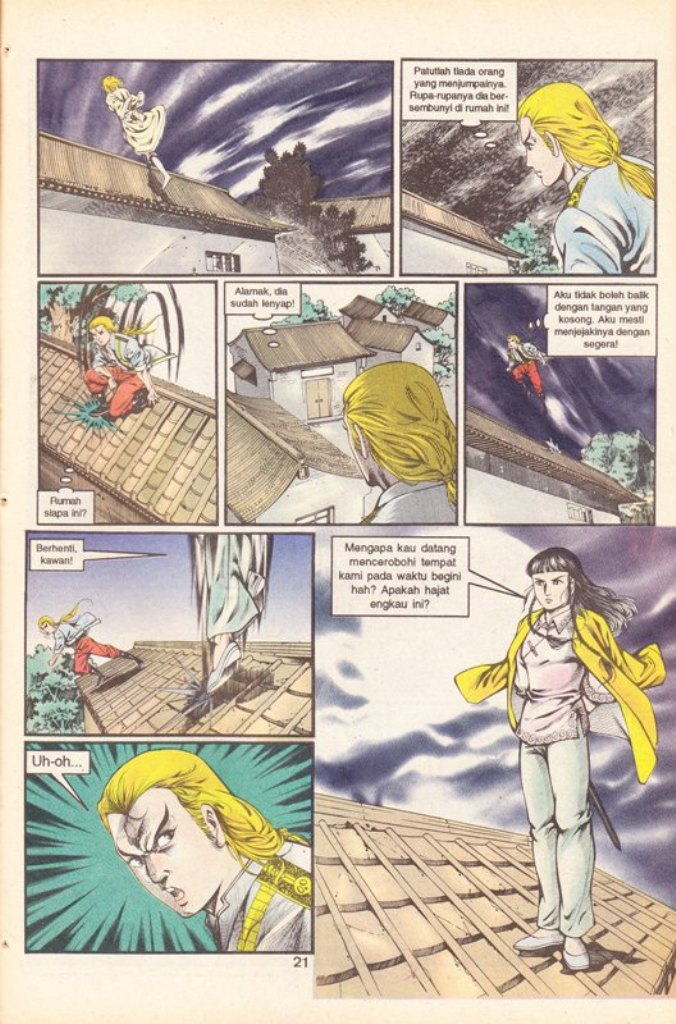 Patutlah tiada orang
yang menjumpainya.
Rupa-rupanya dia ber-
sembunyi di rumah ini!
Rumah
siapa ini?
Alamak, dia
sudah lenyap!
Aku tidak boleh balik
dengan tangan yang
kosong. Aku mesti
menjejakinya dengan
segera!
Berhenti,
kawan!
Mengapa kau datang
mencerobohi tempat
kami pada waktu begini
hah? Apakah hajat
engkau ini?
Uh-oh...
21